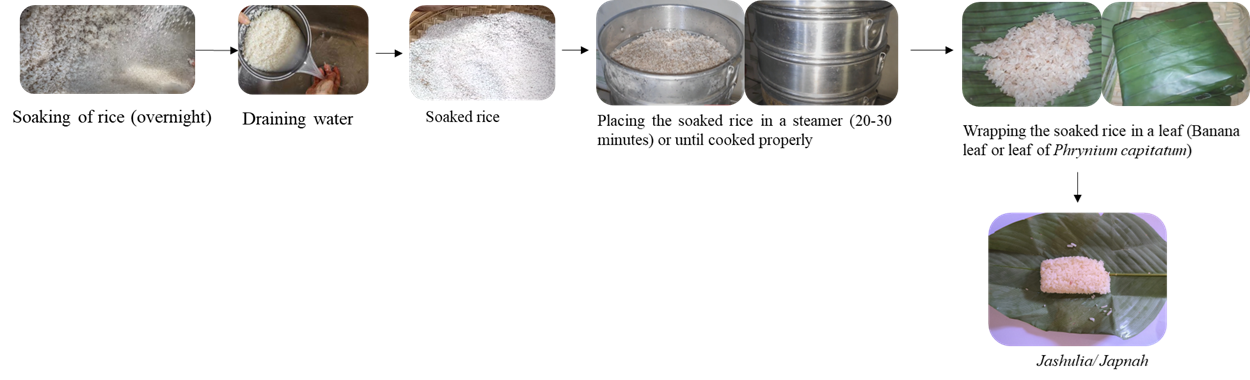 Soaking of rice (overnight)
Draining water
Soaked rice
Placing the soaked rice in a steamer (20-30
minutes) or until cooked properly
Wrapping the soaked rice in a leaf (Banana
leaf or leaf of Phrynium capitatum)
Jashulia/ Japnah